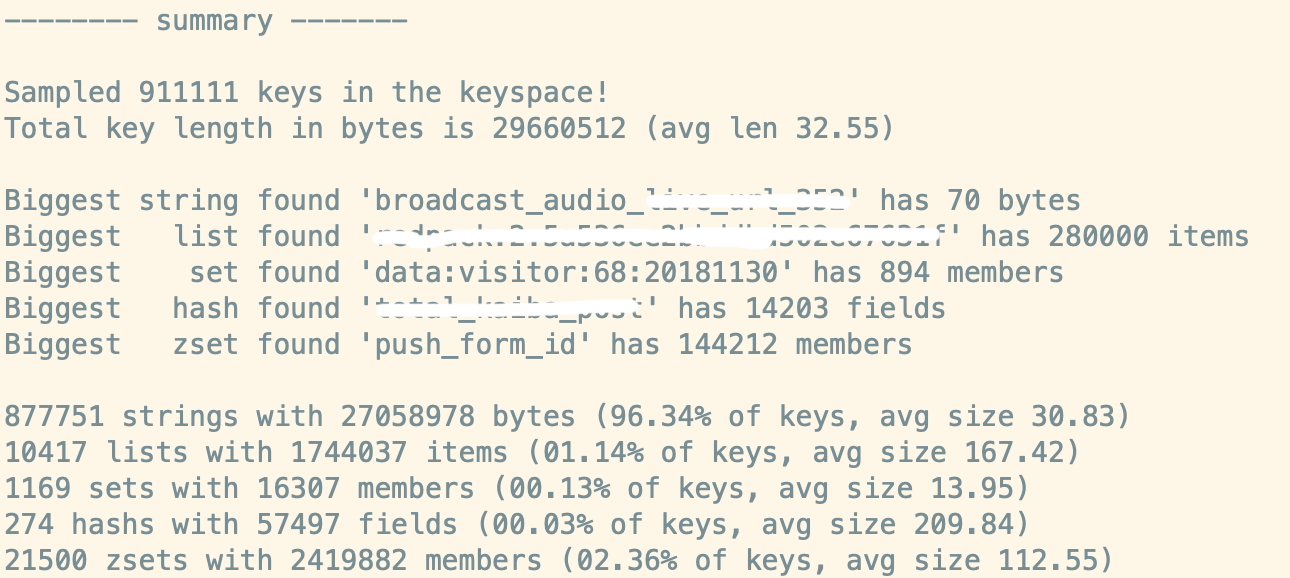 -------- summary -------
Sampled 911111 keys in the keyspace!
Total key length in bytes is 29660512 (avg len 32.55)
Biggest string found 'broadcast_audio_ ' has 70 bytes
Biggest list found ' ' has 280000 items
Biggest set found 'data:visitor:68:20181130' has 894 members
Biggest hash found ' ' has 14203 fields
Biggest zset found 'push_form_id' has 144212 members
877751 strings with 27058978 bytes (96.34% of keys, avg size 30.83)
10417 lists with 1744037 items (01.14% of keys, avg size 167.42)
1169 sets with 16307 members (00.13% of keys, avg size 13.95)
274 hashs with 57497 fields (00.03% of keys, avg size 209.84)
21500 zsets with 2419882 members (02.36% of keys, avg size 112.55)